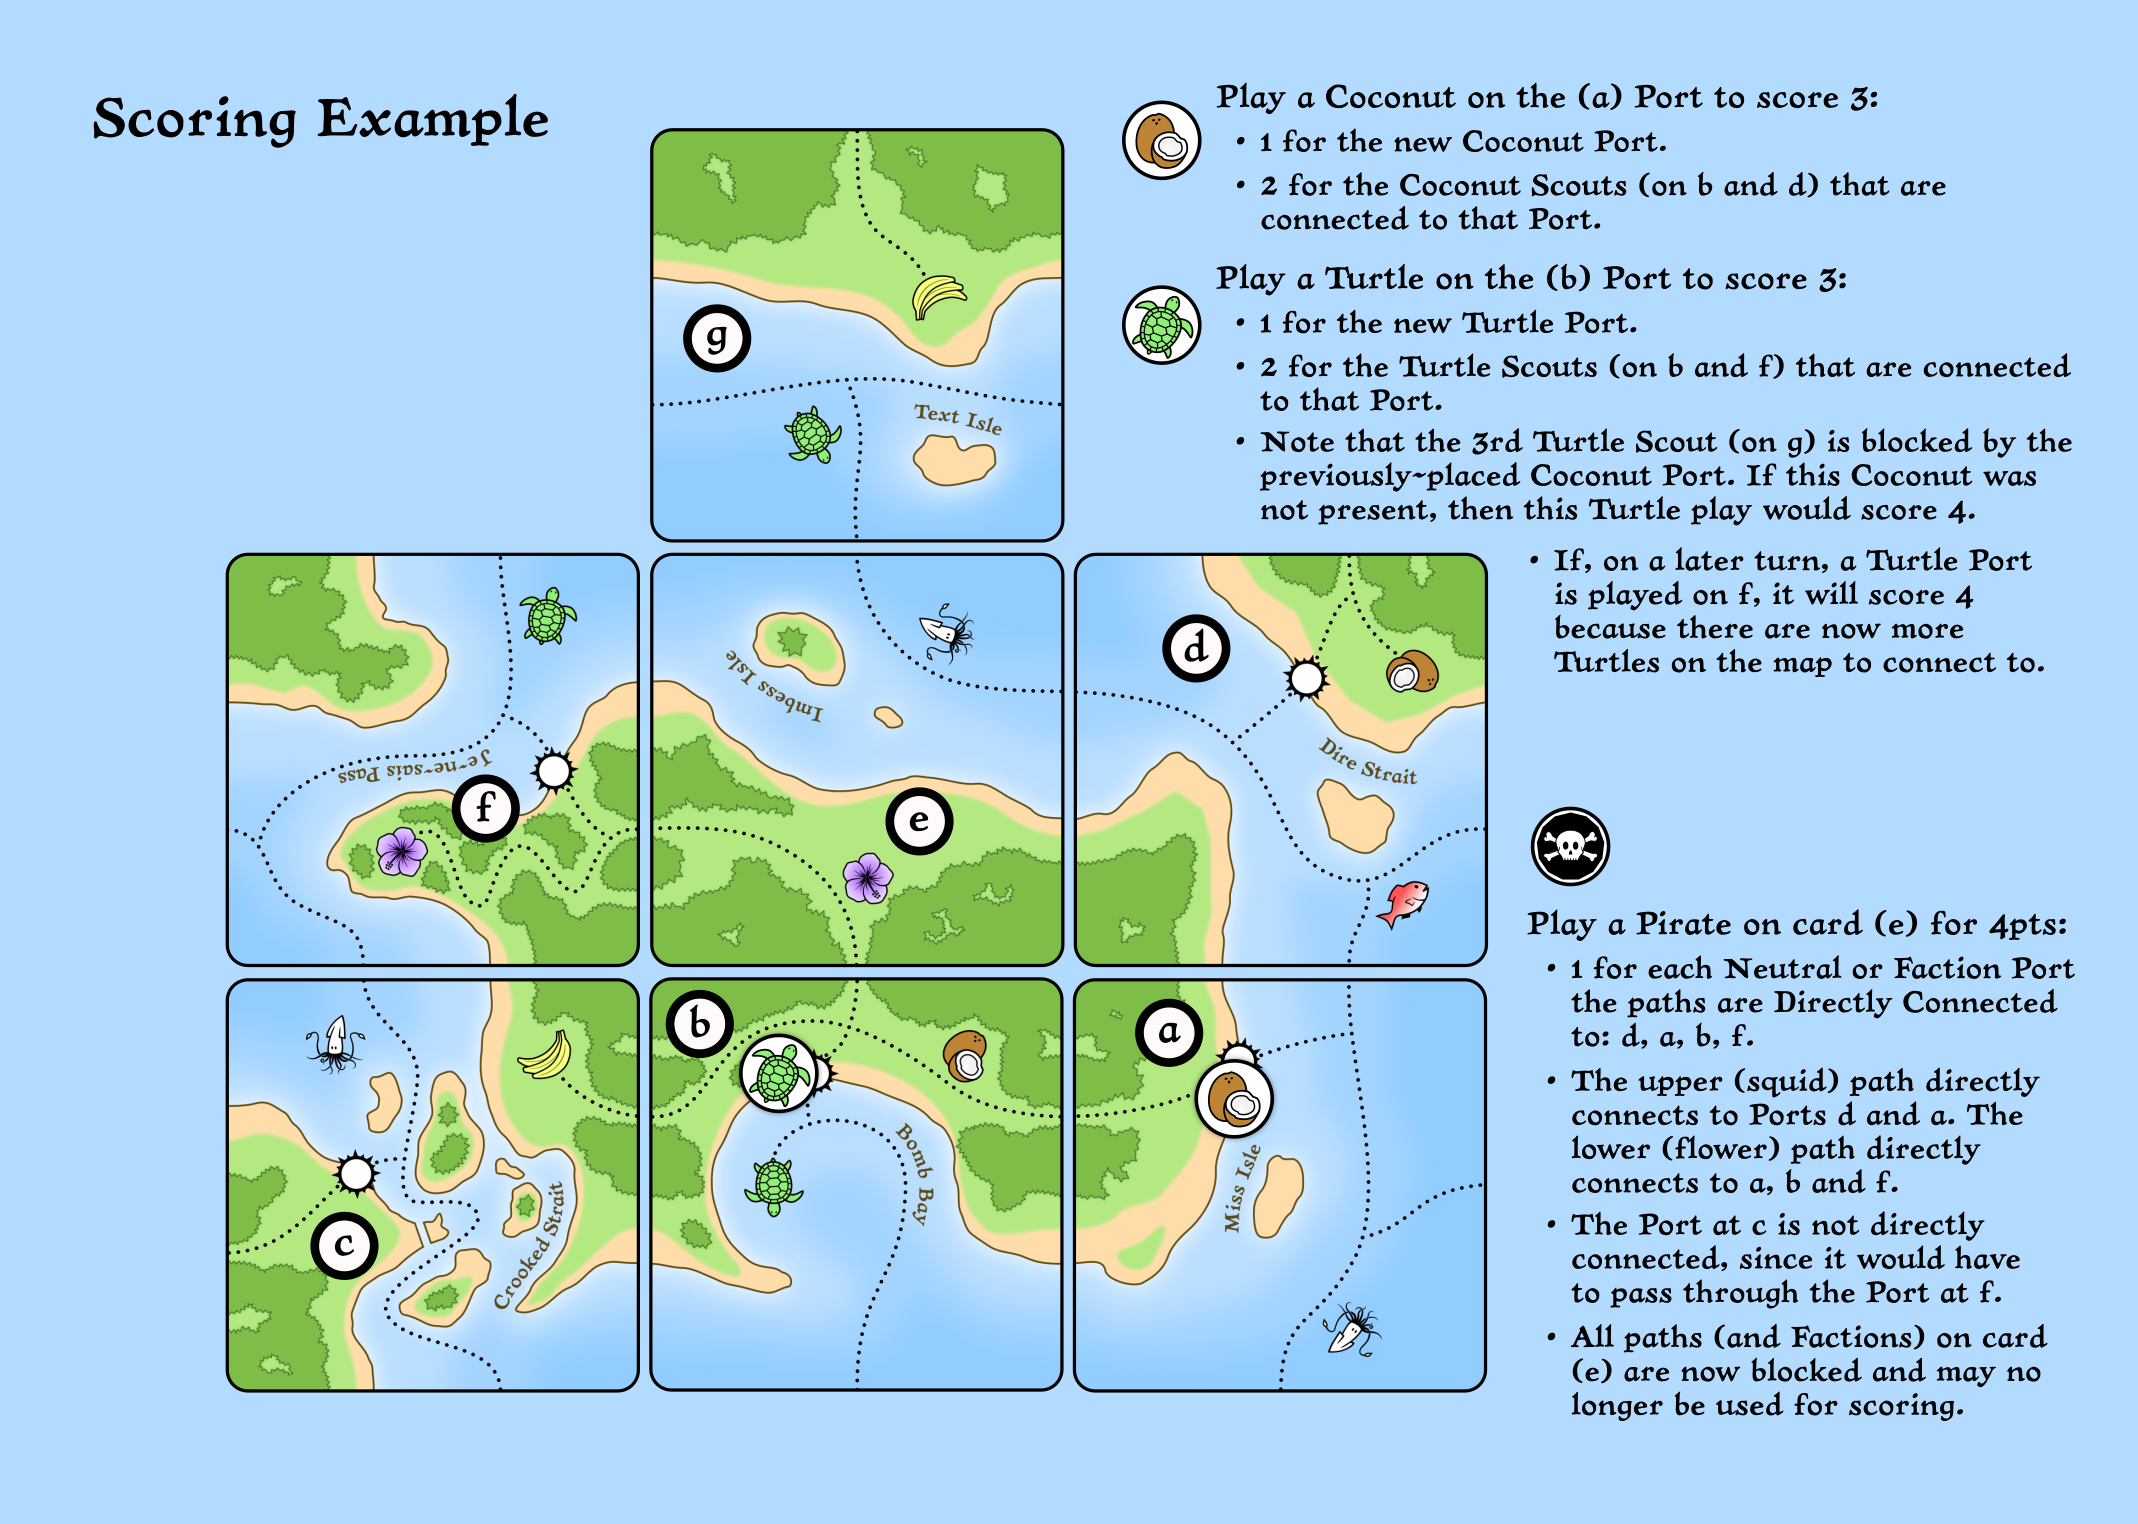 Scoring Example
Play a Coconut on the (a) Port to score 3:
• 1 for the new Coconut Port.
• 2 for the Coconut Scouts (on b and d) that are
connected to that Port.
Play a Turtle on the (b) Port to score 3:
• 1 for the new Turtle Port.
• 2 for the Turtle Scouts (on b and f) that are connected
to that Port.
• Note that the 3rd Turtle Scout (on g) is blocked by the
previously-placed Coconut Port. If this Coconut was
not present, then this Turtle play would score 4.
• If, on a later turn, a Turtle Port
is played on f, it will score 4
because there are now more
Turtles on the map to connect to.
Play a Pirate on card (e) for 4pts:
• 1 for each Neutral or Faction Port
the paths are Directly Connected
to: d, a, b, f.
• The upper (squid) path directly
connects to Ports d and a. The
lower (flower) path directly
connects to a, b and f.
• The Port at c is not directly
connected, since it would have
to pass through the Port at f.
• All paths (and Factions) on card
(e) are now blocked and may no
longer be used for scoring.
g
Text Isle
Je-ne-sais Pass
f
Imbess Isle
e
d
Dire Strait
c
Crooked Strait
b
Bomb Bay
a
Miss Isle